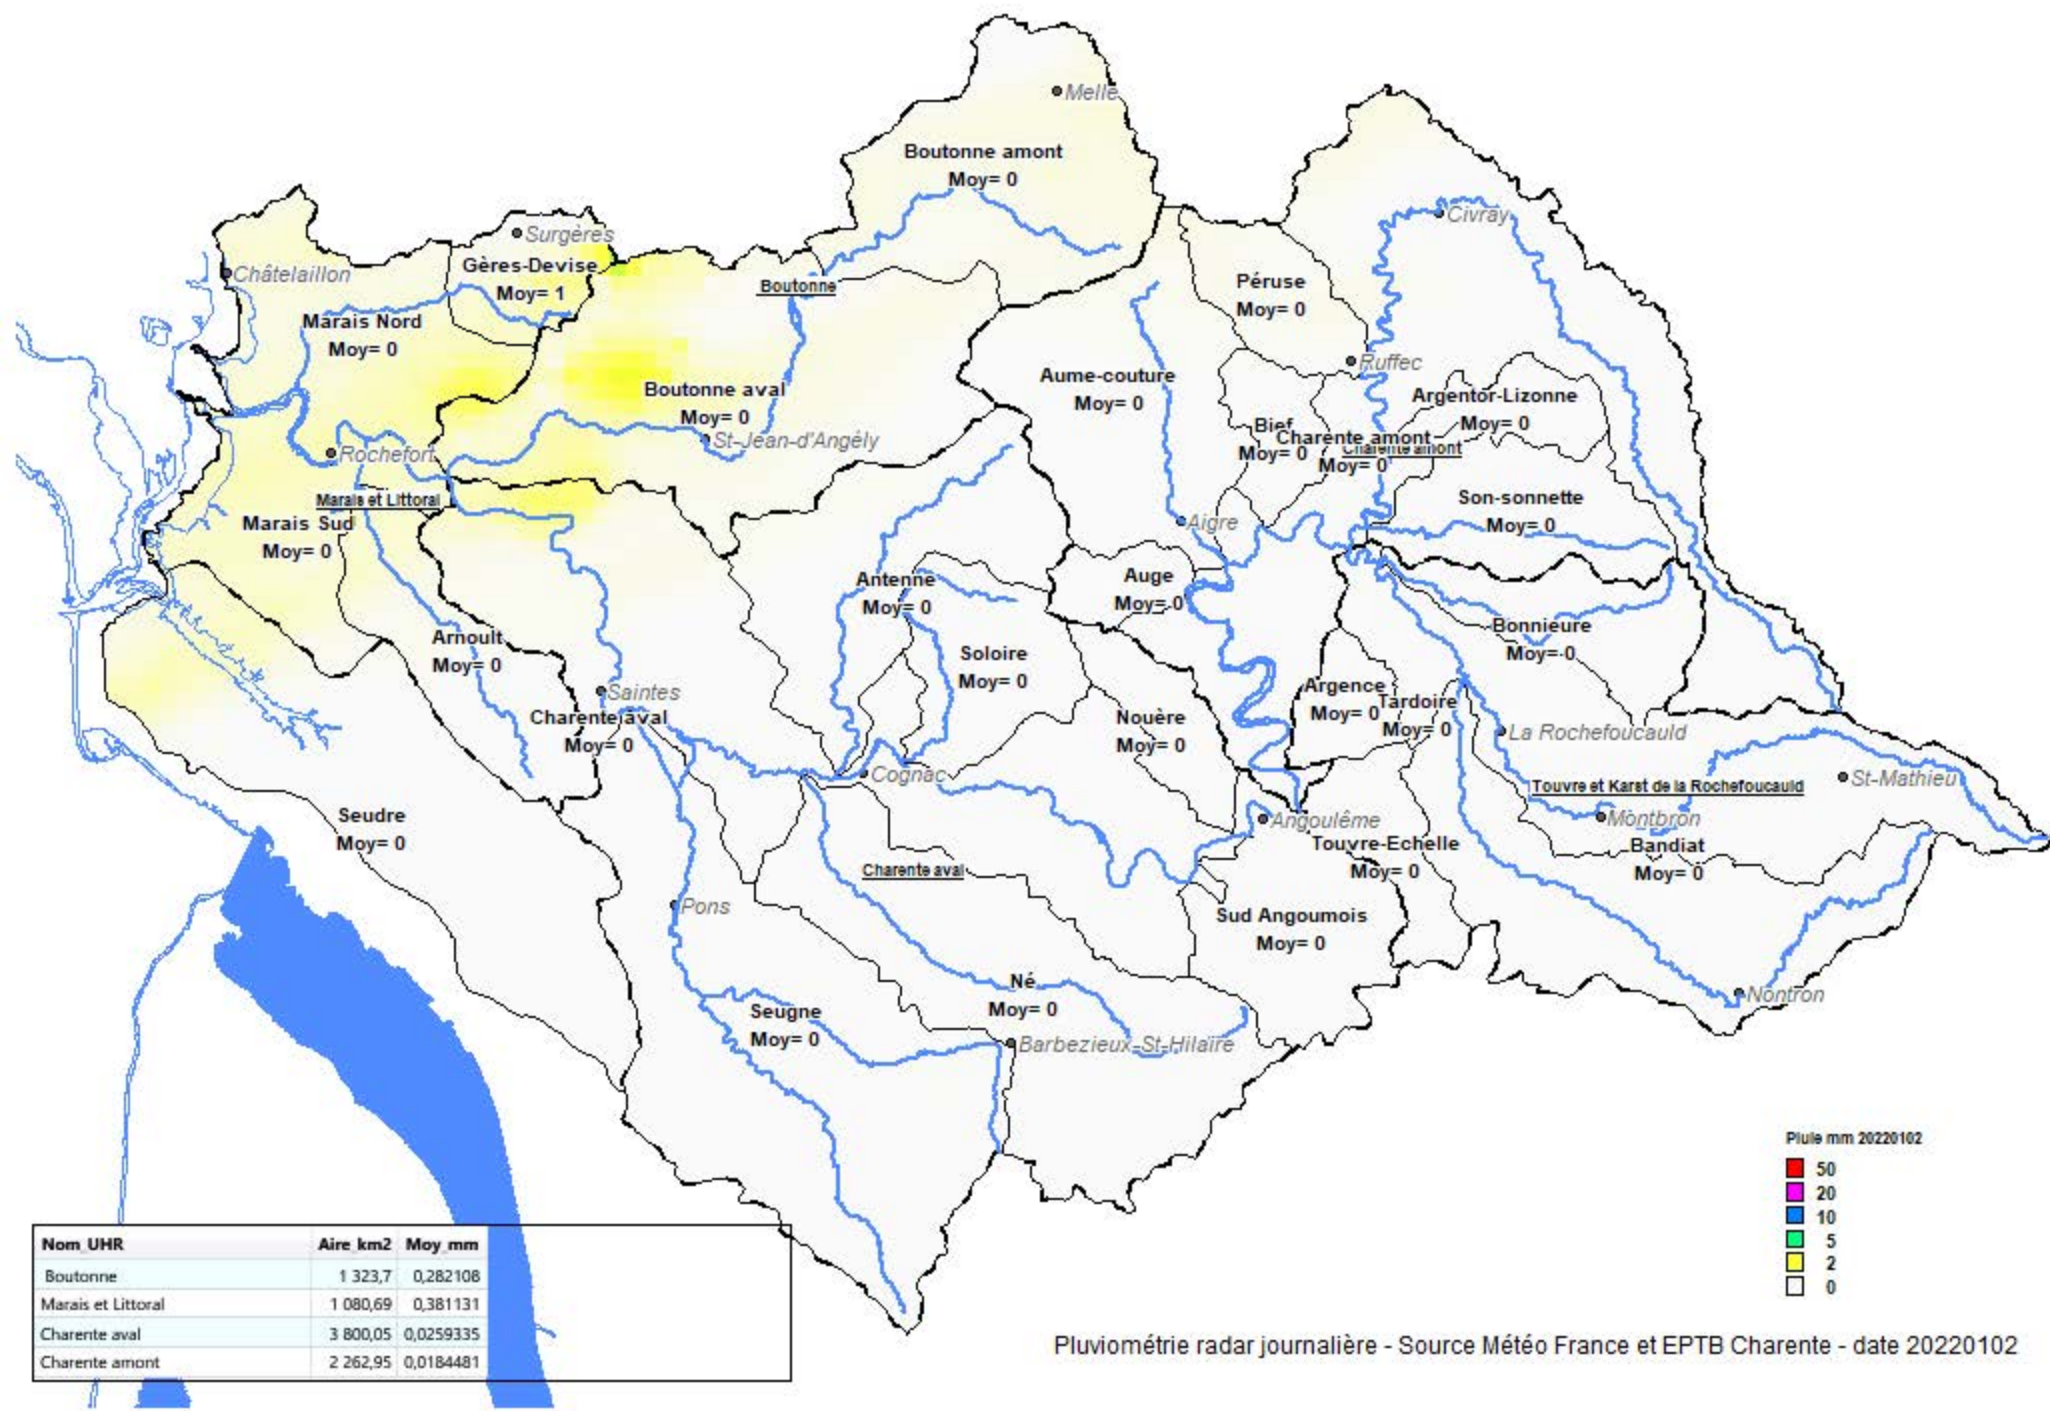 Melle
Boutonne amont
Moy= 0
Civray
Surgères
Châtelaillon
Gères-Devise
Moy= 1
Boutonne
Péruse
Moy= 0
Marais Nord
Moy= 0
Ruffec
Boutonne aval
Moy= 0
Aume-couture
Moy= 0
Argentor-Lizonne
Moy= 0
Bief
Moy= 0
Charente amont
Moy= 0
Charente amont
St-Jean-d'Angély
Rochefort
Marais et Littoral
Marais Sud
Moy= 0
Son-sonnette
Moy= 0
Aigre
Antenne
Moy= 0
Auge
Moy= 0
Bonnieure
Moy= 0
Arnoult
Moy= 0
Soloire
Moy= 0
Saintes
Charente aval
Moy= 0
Nouère
Moy= 0
Argence
Moy= 0
Tardoire
Moy= 0
La Rochefoucauld
Cognac
Touvre et Karst de la Rochefoucauld
St-Mathieu
Seudre
Moy= 0
Angoulême
Montbron
Touvre-Echelle
Moy= 0
Bandiat
Moy= 0
Charente aval
Pons
Sud Angoumois
Moy= 0
Né
Moy= 0
Nontron
Seugne
Moy= 0
Barbezieux-St-Hilaire
Pluie mm 20220102
50
20
10
5
2
0
Nom_UHR Aire_km2 Moy_mm
Boutonne 1 323,7 0,282108
Marais et Littoral 1 080,69 0,381131
Charente aval 3 800,05 0,0259335
Charente amont 2 262,95 0,0184481
Pluviométrie radar journalière - Source Météo France et EPTB Charente - date 20220102